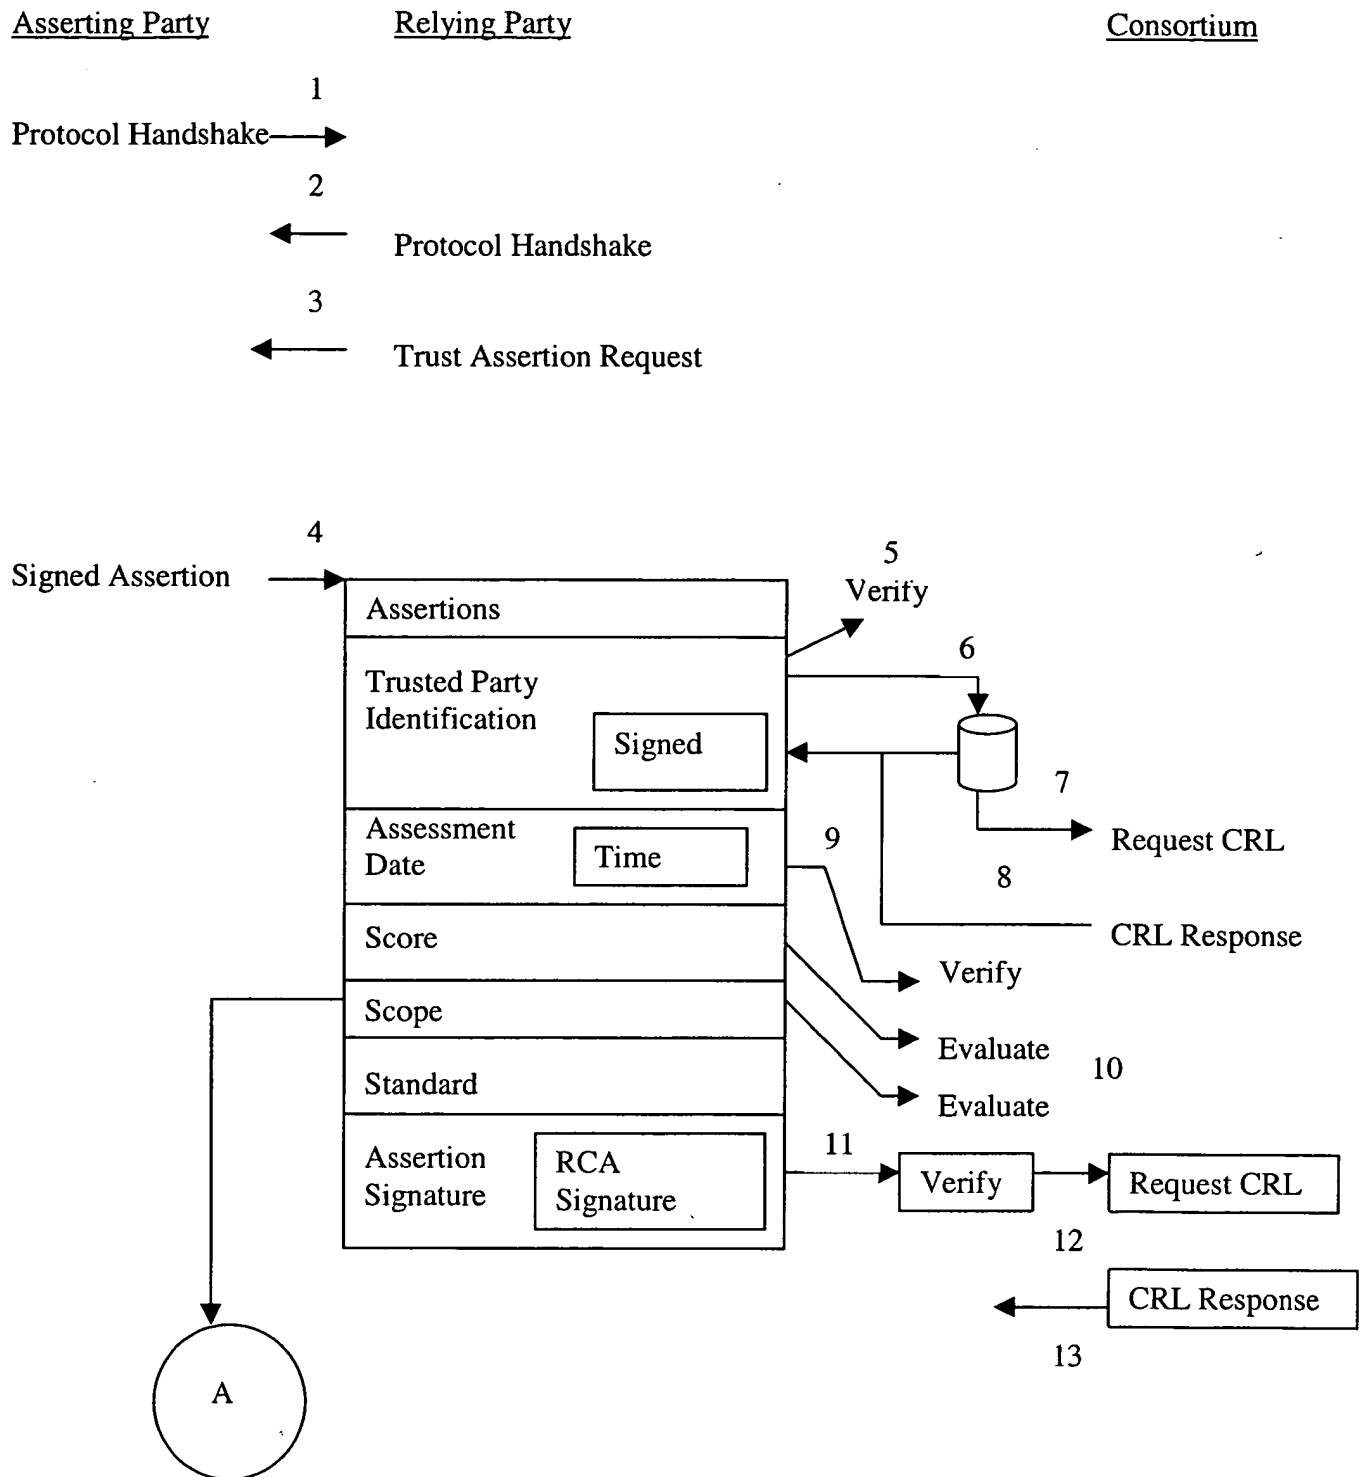 Asserting Party
Relying Party
Consortium
1
Protocol Handshake
2
Protocol Handshake
3
Trust Assertion Request
4
Signed Assertion
5
Verify
Assertions
6
Trusted Party
Identification
Signed
7
Request CRL
Assessment
Date
Time
9
8
CRL Response
Score
Verify
Scope
Evaluate
10
Evaluate
Standard
Assertion
Signature
RCA
Signature
11
Verify
Request CRL
12
CRL Response
13
A